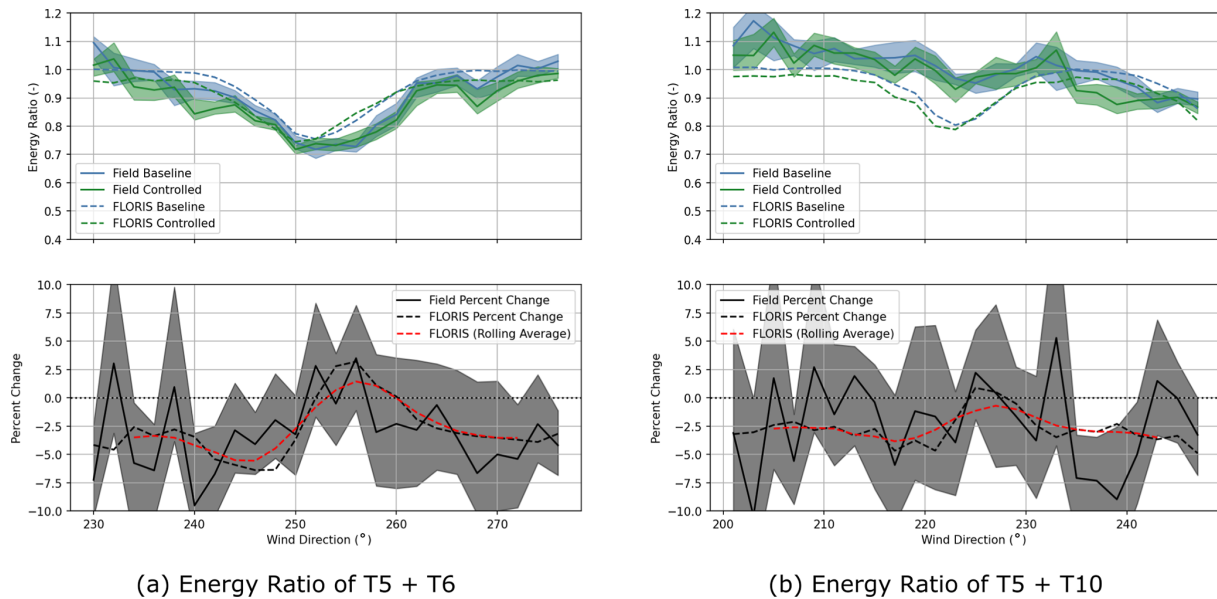 1.2
1.1
1.0
0.9
0.8
0.7
0.6
0.5
0.4
Energy Ratio (-)
Field Baseline
Field Controlled
FLORIS Baseline
FLORIS Controlled
10.0
7.5
5.0
2.5
0.0
−2.5
−5.0
−7.5
−10.0
Percent Change
Field Percent Change
FLORIS Percent Change
FLORIS (Rolling Average)
230 240 250 260 270
Wind Direction (°)
(a) Energy Ratio of T5 + T6
1.2
1.1
1.0
0.9
0.8
0.7
0.6
0.5
0.4
Energy Ratio (-)
Field Baseline
Field Controlled
FLORIS Baseline
FLORIS Controlled
10.0
7.5
5.0
2.5
0.0
−2.5
−5.0
−7.5
−10.0
Percent Change
Field Percent Change
FLORIS Percent Change
FLORIS (Rolling Average)
200 210 220 230 240
Wind Direction (°)
(b) Energy Ratio of T5 + T10